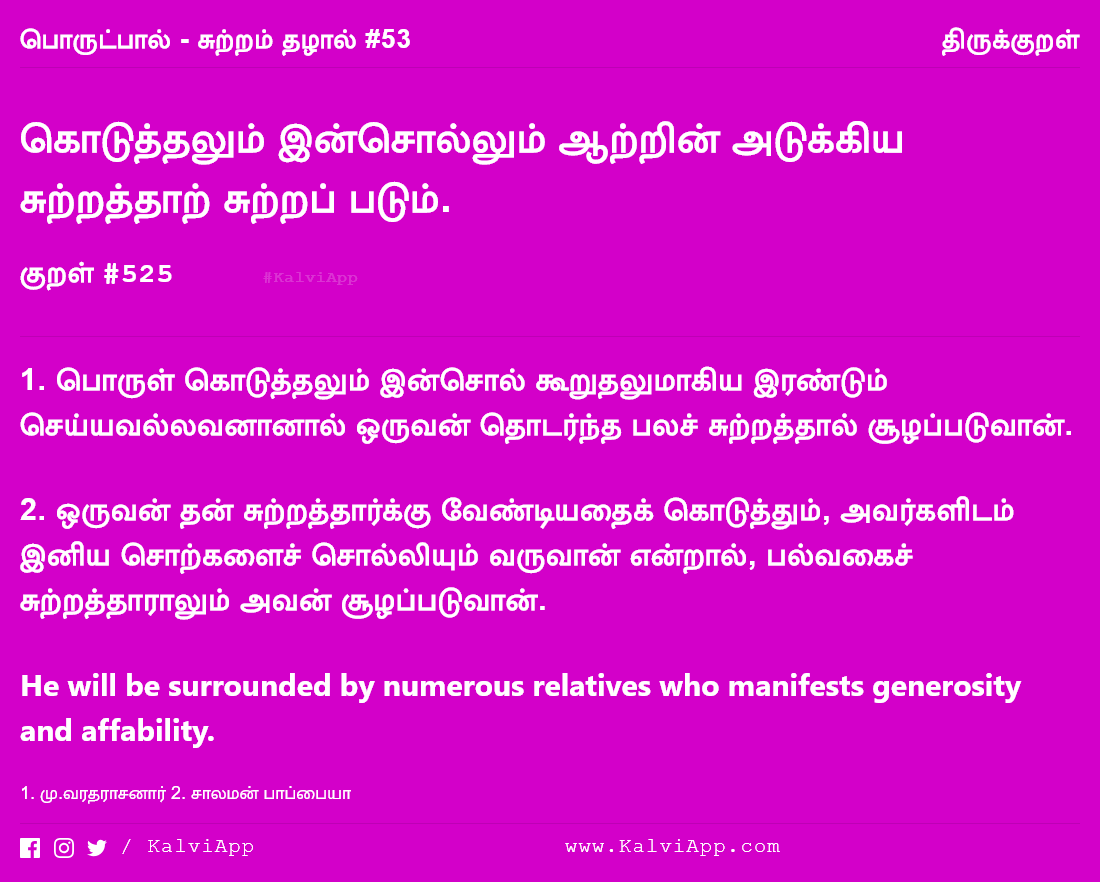 பொருட்பால் - சுற்றம் தழால் #53 திருக்குறள்
கொடுத்தலும் இன்சொல்லும் ஆற்றின் அடுக்கிய
சுற்றத்தாற் சுற்றப் படும்.
குறள் #525 #KalviApp
1. பொருள் கொடுத்தலும் இன்சொல் கூறுதலுமாகிய இரண்டும்
செய்யவல்லவனானால் ஒருவன் தொடர்ந்த பலச் சுற்றத்தால் சூழப்படுவான்.
2. ஒருவன் தன் சுற்றத்தார்க்கு வேண்டியதைக் கொடுத்தும், அவர்களிடம்
இனிய சொற்களைச் சொல்லியும் வருவான் என்றால், பல்வகைச்
சுற்றத்தாராலும் அவன் சூழப்படுவான்.
He will be surrounded by numerous relatives who manifests generosity
and affability.
1. மு.வரதராசனார் 2. சாலமன் பாப்பையா
/ KalviApp www.KalviApp.com